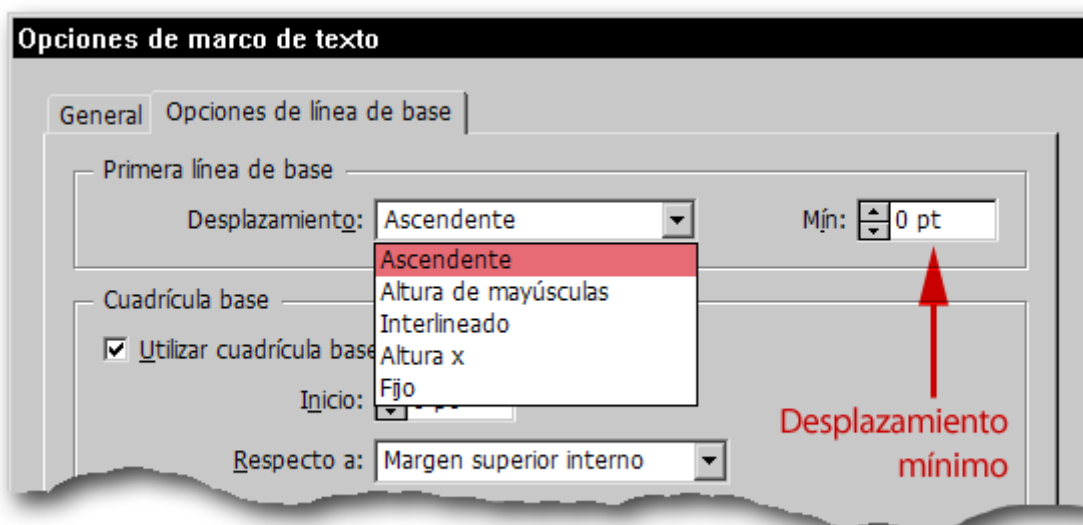 Opciones de marco de texto
General Opciones de línea de base
Primera línea de base
Desplazamiento: Ascendente Mín: 0 pt
Ascendente
Altura de mayúsculas
Interlineado
Altura x
Fijo
Cuadrícula base
Utilizar cuadrícula base
Inicio:
Respecto a: Margen superior interno
Desplazamiento
mínimo